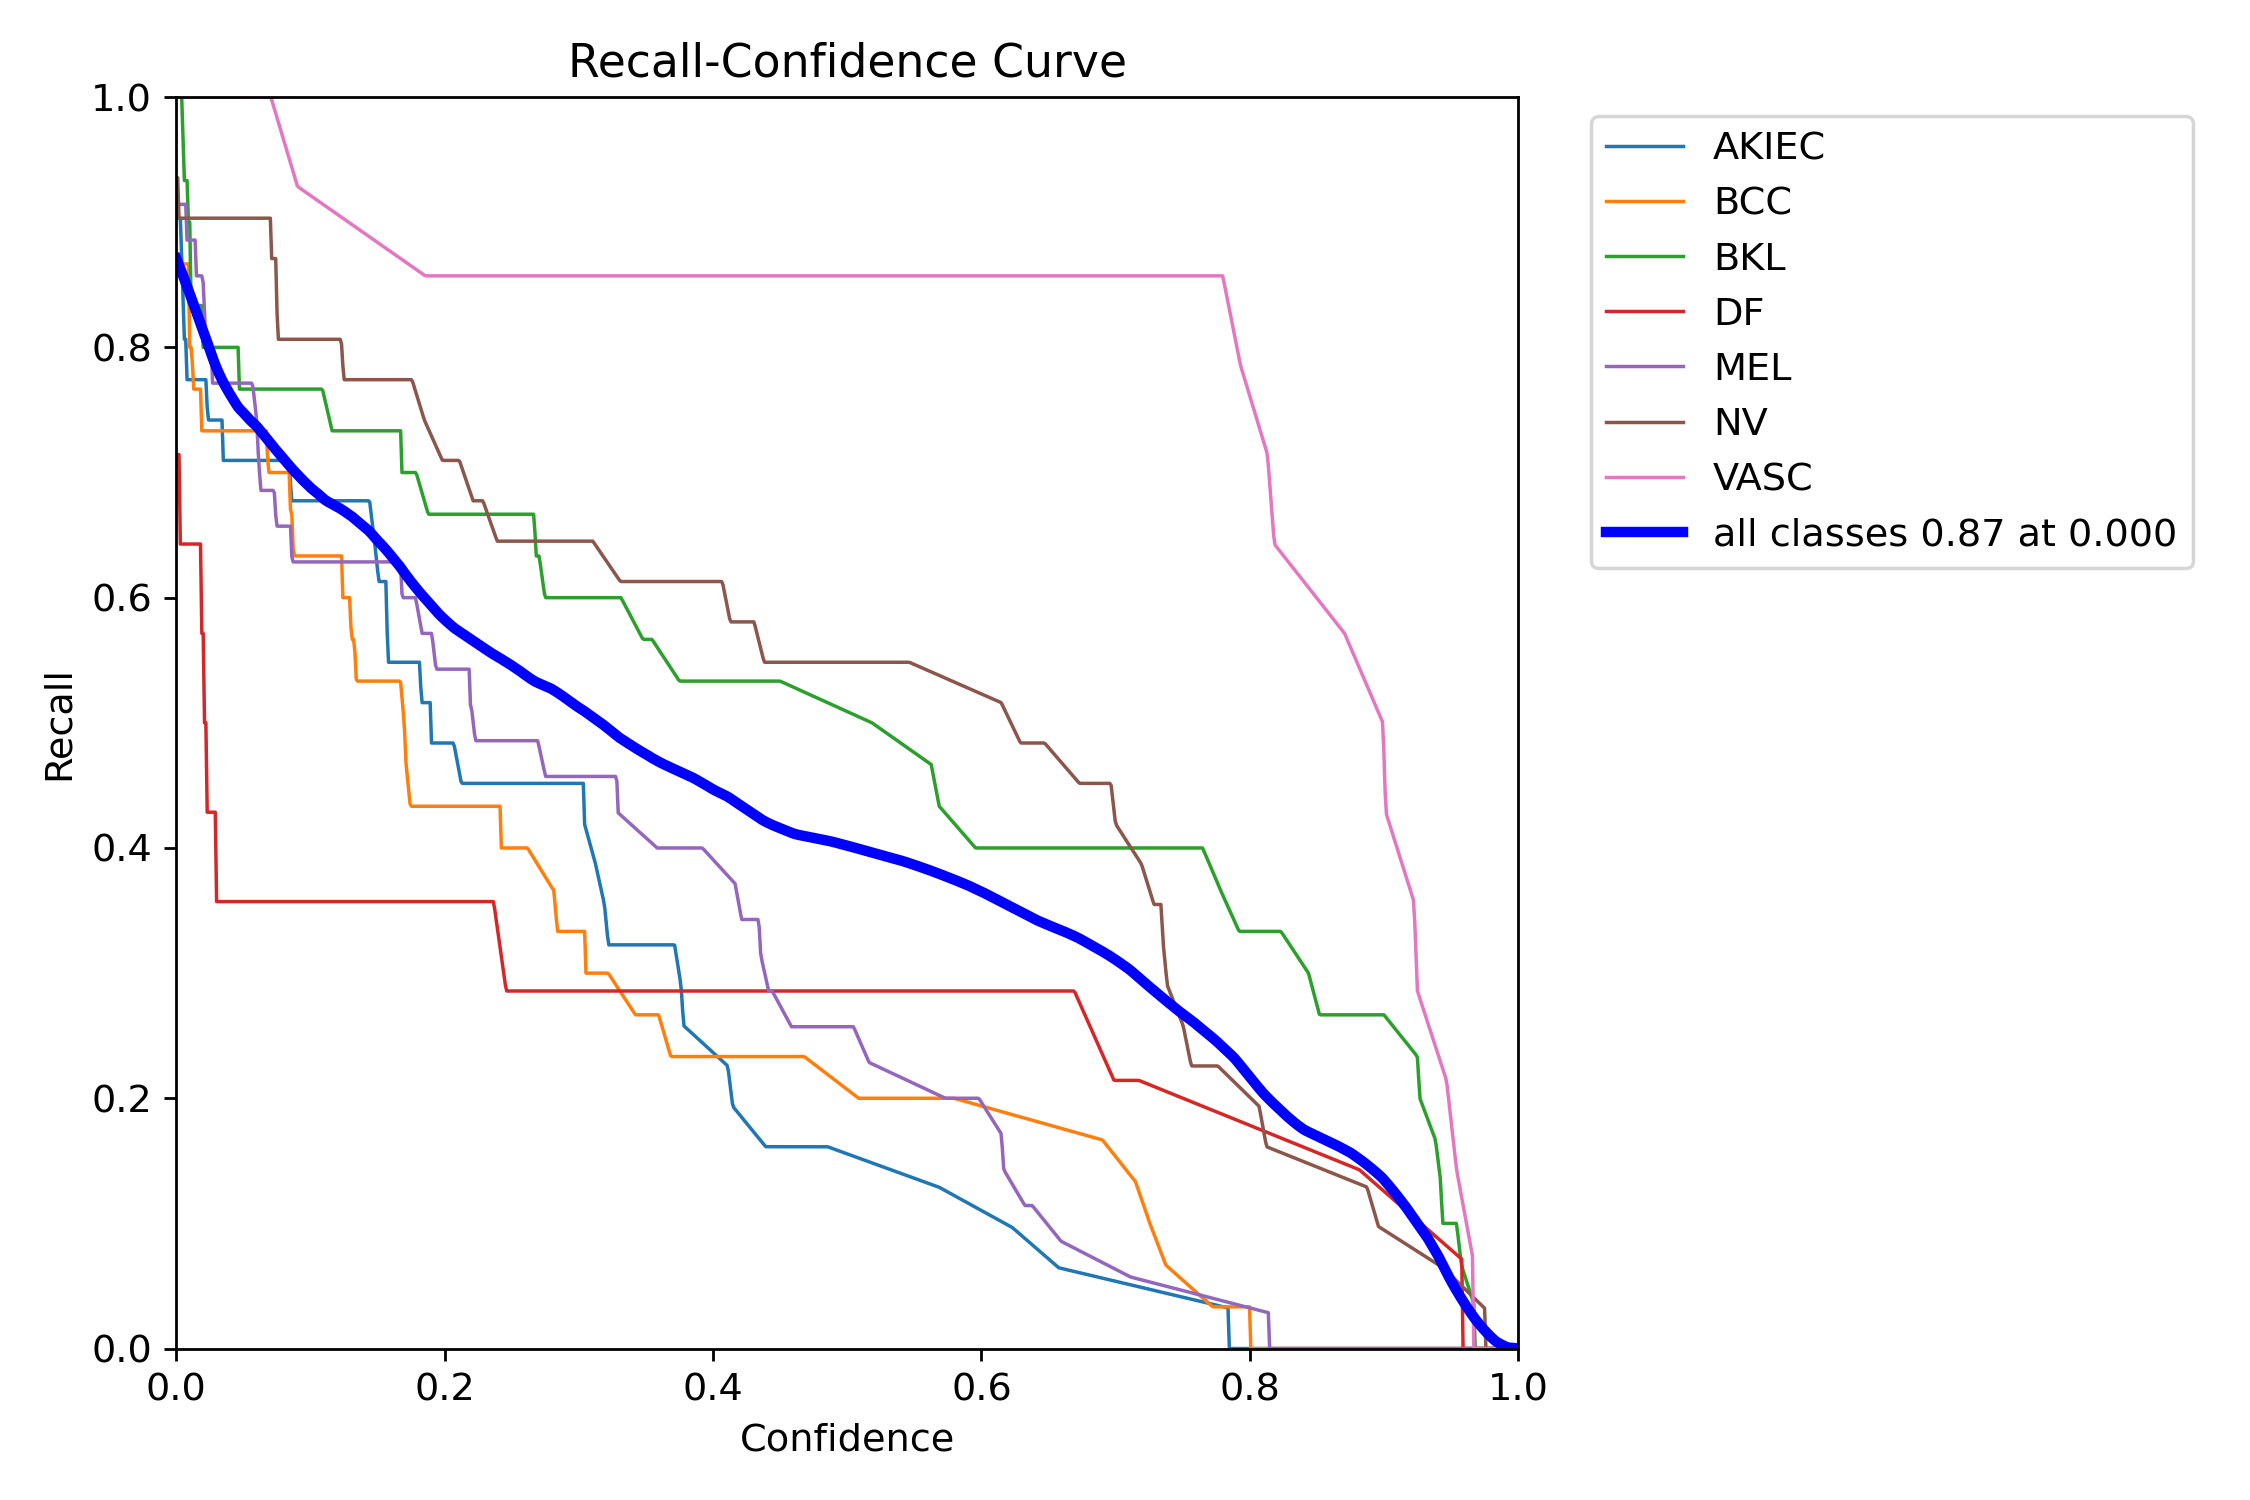 Recall-Confidence Curve
1.0
0.8
0.6
0.4
0.2
0.0
Recall
0.0 0.2 0.4 0.6 0.8 1.0
Confidence
AKIEC
BCC
BKL
DF
MEL
NV
VASC
all classes 0.87 at 0.000